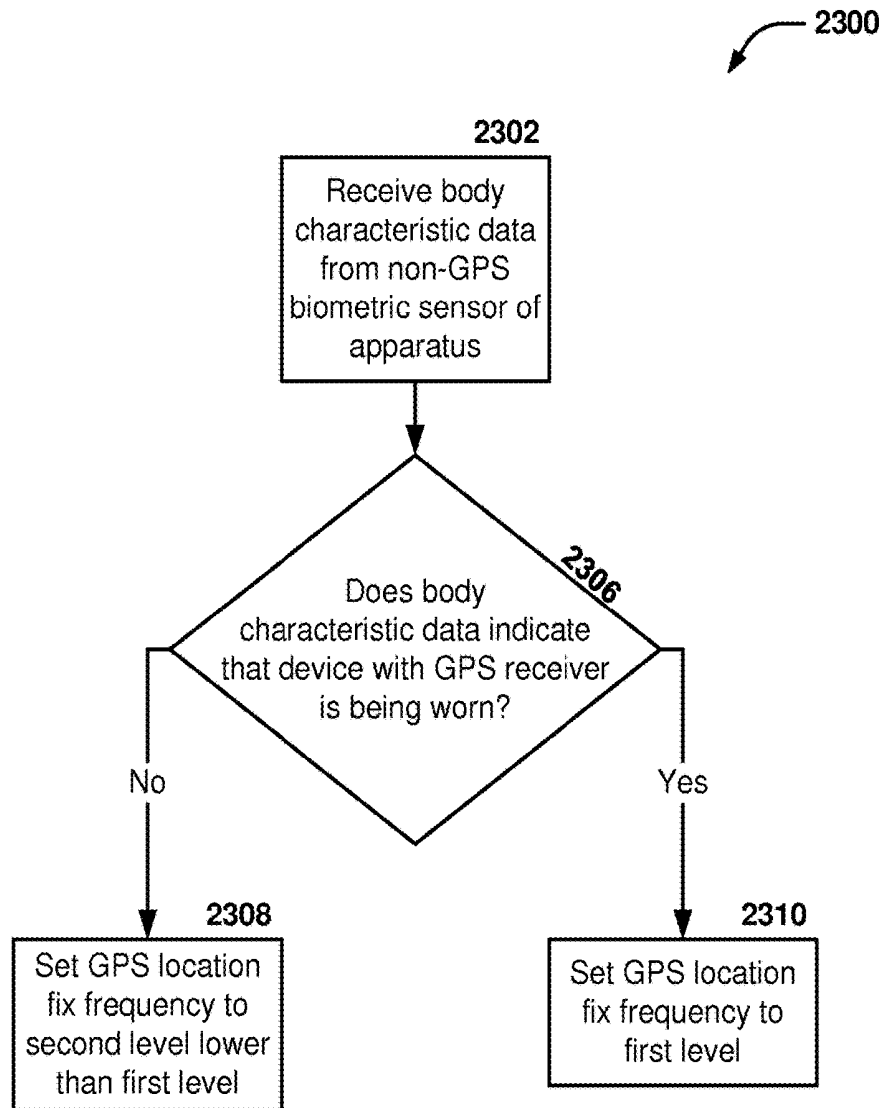 2300
2302
Receive body
characteristic data
from non-GPS
biometric sensor of
apparatus
2306
Does body
characteristic data indicate
that device with GPS receiver
is being worn?
No
Yes
2308
Set GPS location
fix frequency to
second level lower
than first level
2310
Set GPS location
fix frequency to
first level